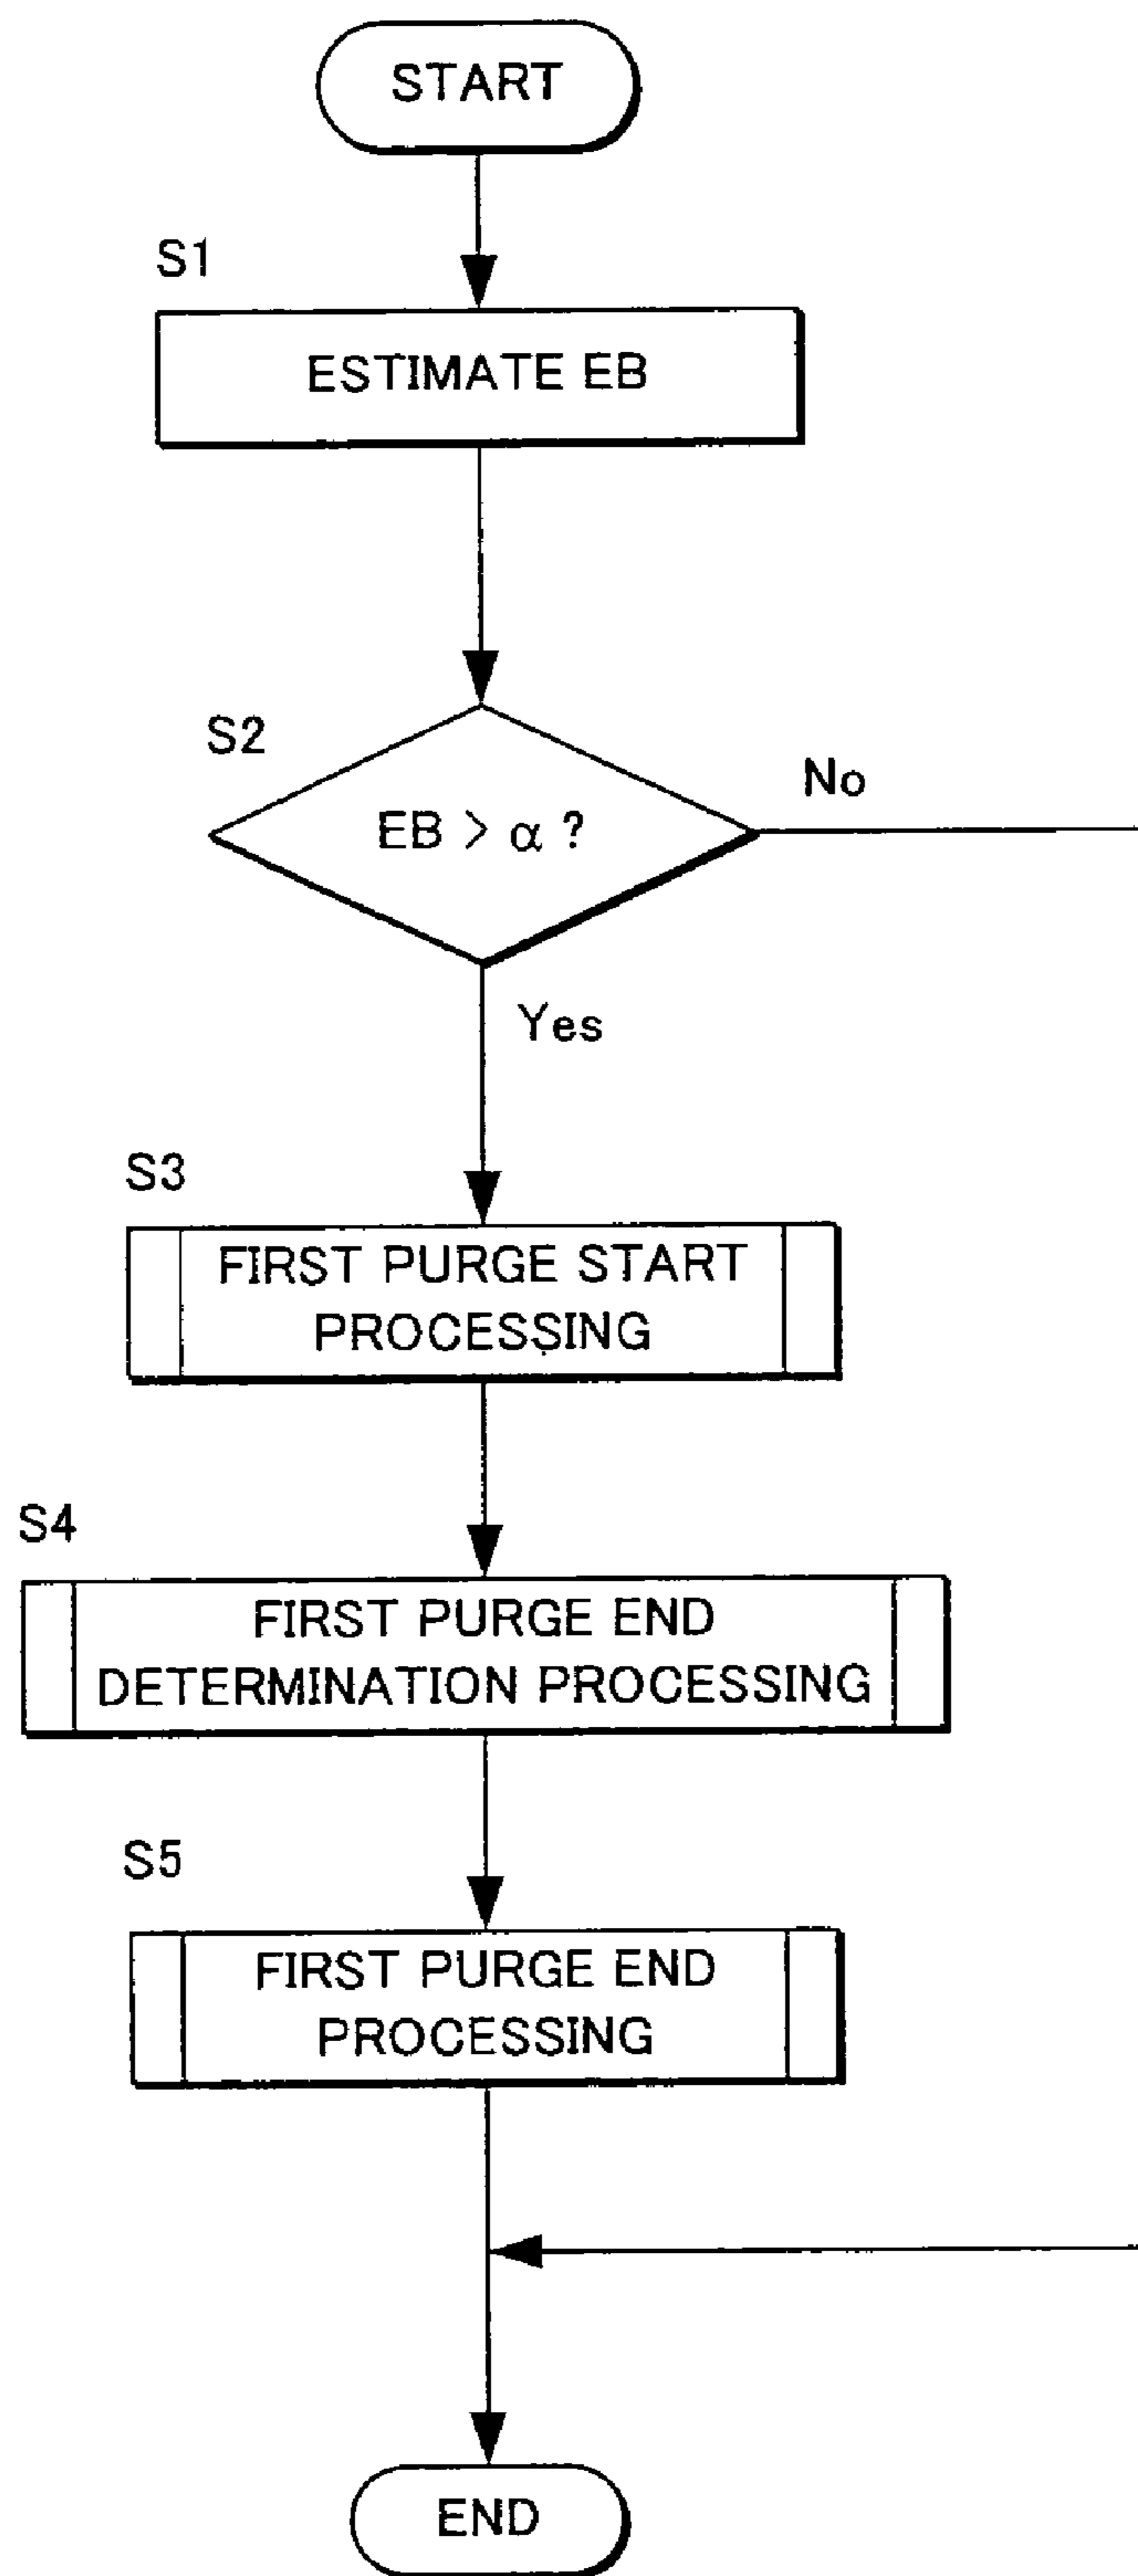 START
S1
ESTIMATE EB
S2
EB > α ?
No
Yes
S3
FIRST PURGE START
PROCESSING
S4
FIRST PURGE END
DETERMINATION PROCESSING
S5
FIRST PURGE END
PROCESSING
END